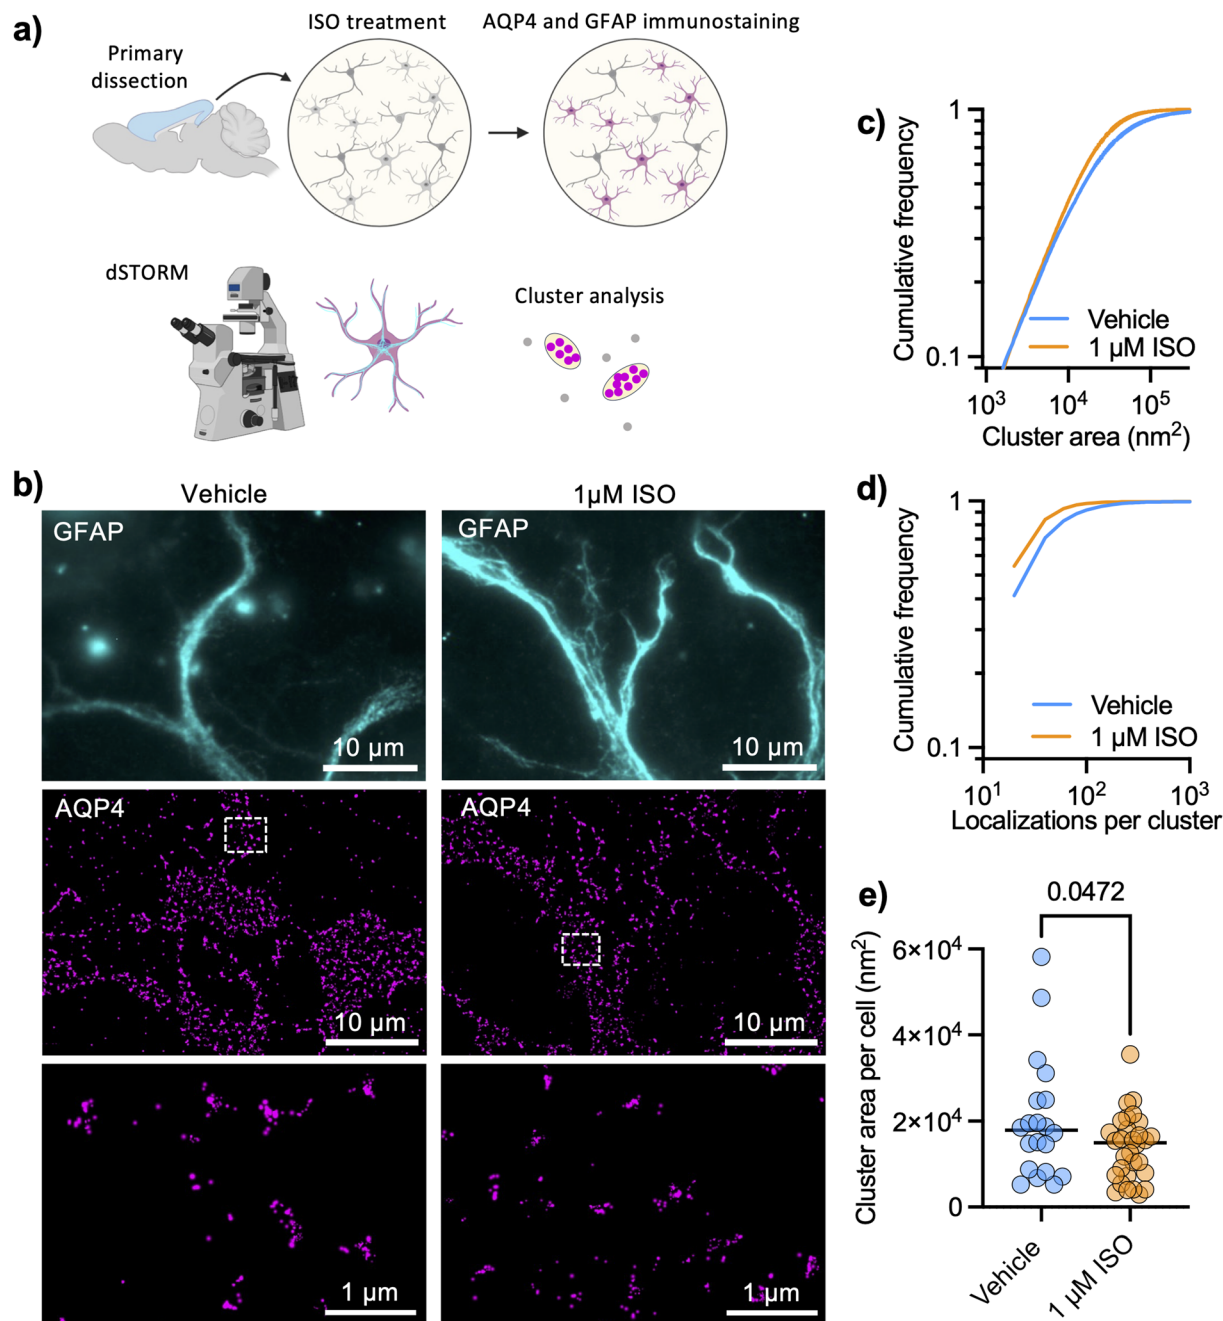 a)
ISO treatment
AQP4 and GFAP immunostaining
Primary
dissection
dSTORM
Cluster analysis
b)
Vehicle
1µM ISO
GFAP
10 µm
GFAP
10 µm
AQP4
10 µm
10 µm
1 µm
1 µm
c)
Cumulative frequency
1
0.1
Vehicle
1 µM ISO
10³
10⁴
10⁵
Cluster area (nm²)
d)
Cumulative frequency
1
0.1
Vehicle
1 µM ISO
10¹
10²
10³
Localizations per cluster
e)
0.0472
Cluster area per cell (nm²)
6×10⁴
4×10⁴
2×10⁴
0
Vehicle
1 µM ISO